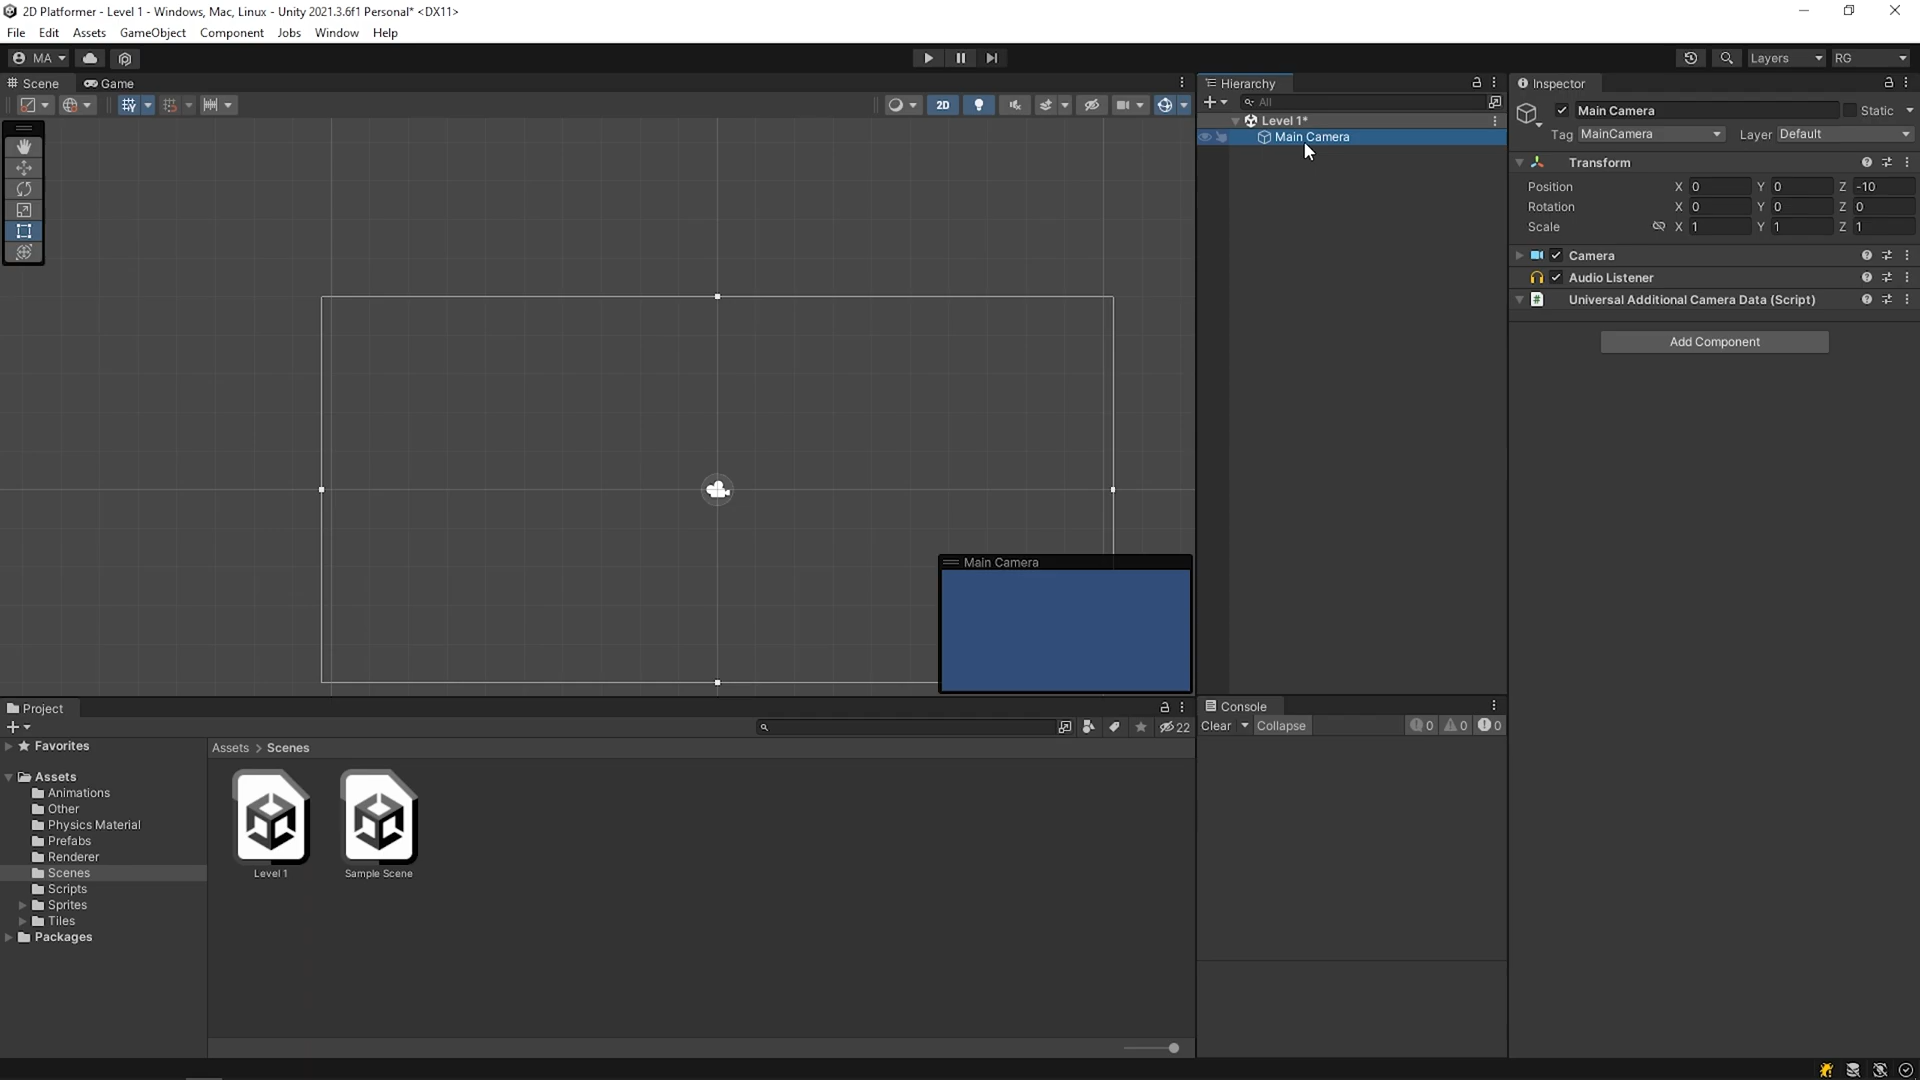 2D Platformer - Level 1 - Windows, Mac, Linux - Unity 2021.3.6f1 Personal* <DX11>
File Edit Assets GameObject Component Jobs Window Help
MA Layers RG
Scene Game
2D
Hierarchy
All
Level 1*
Main Camera
Inspector
Main Camera Static
Tag MainCamera Layer Default
Transform
Position X 0 Y 0 Z -10
Rotation X 0 Y 0 Z 0
Scale X 1 Y 1 Z 1
Camera
Audio Listener
# Universal Additional Camera Data (Script)
Add Component
Main Camera
Project
22
Favorites
Assets
Animations
Other
Physics Material
Prefabs
Renderer
Scenes
Scripts
Sprites
Tiles
Packages
Assets > Scenes
Level 1
Sample Scene
Console
Clear Collapse 0 0 0